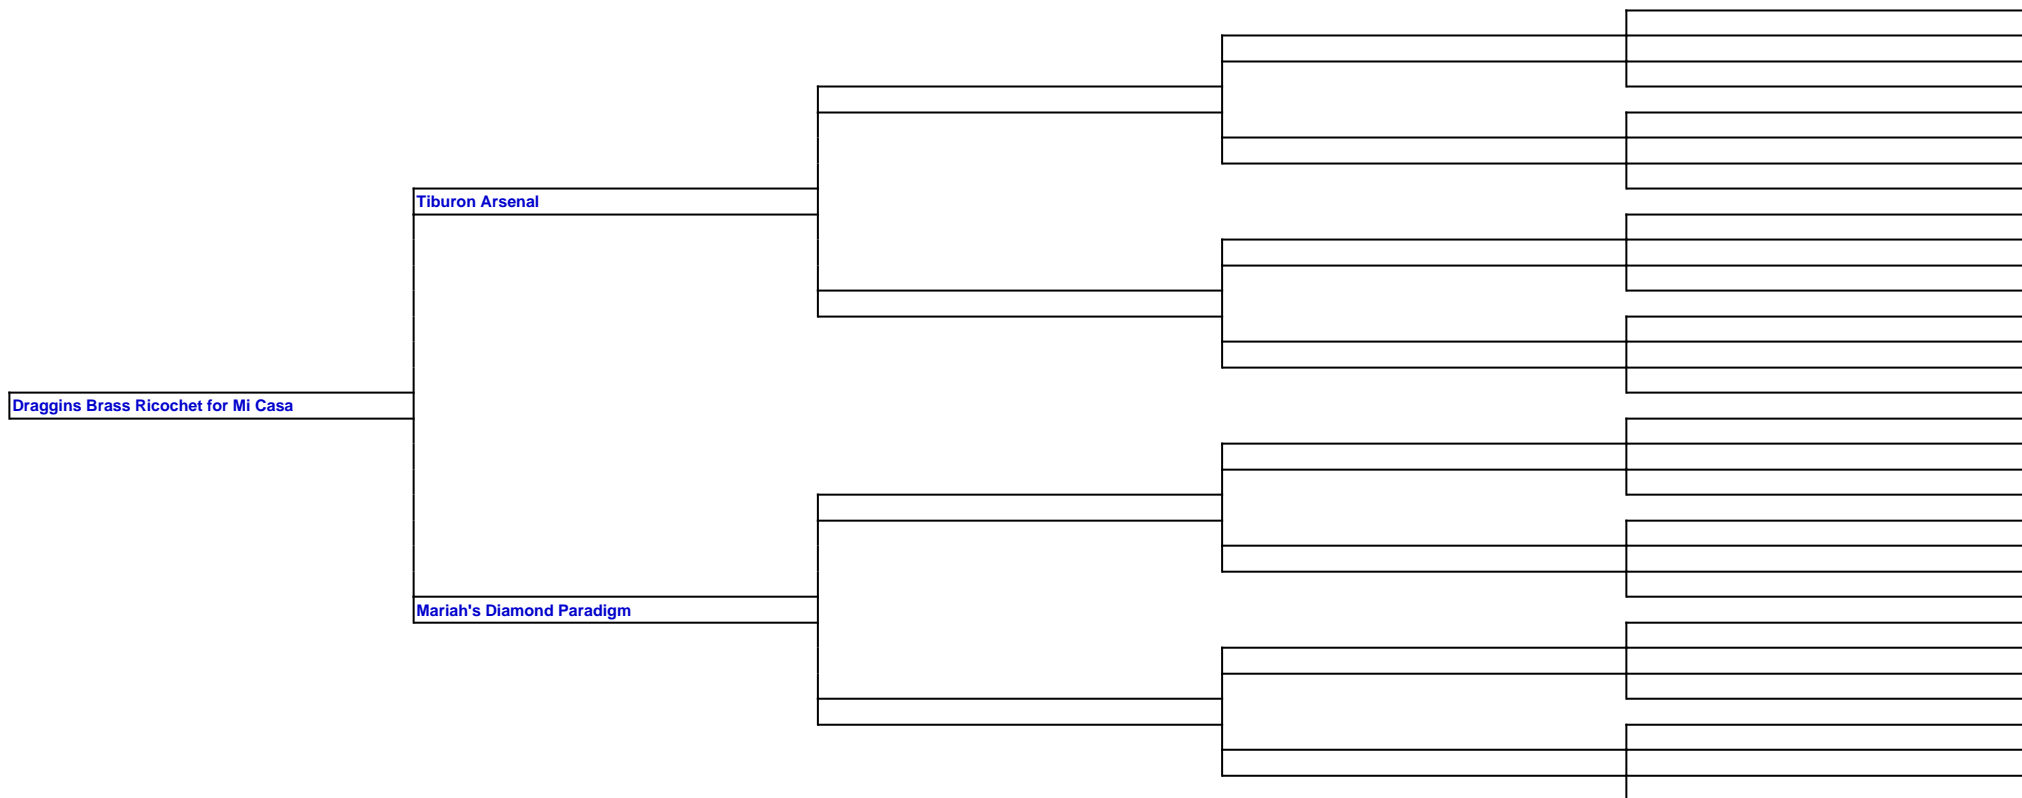 Tiburon Arsenal
Draggins Brass Ricochet for Mi Casa
Mariah's Diamond Paradigm